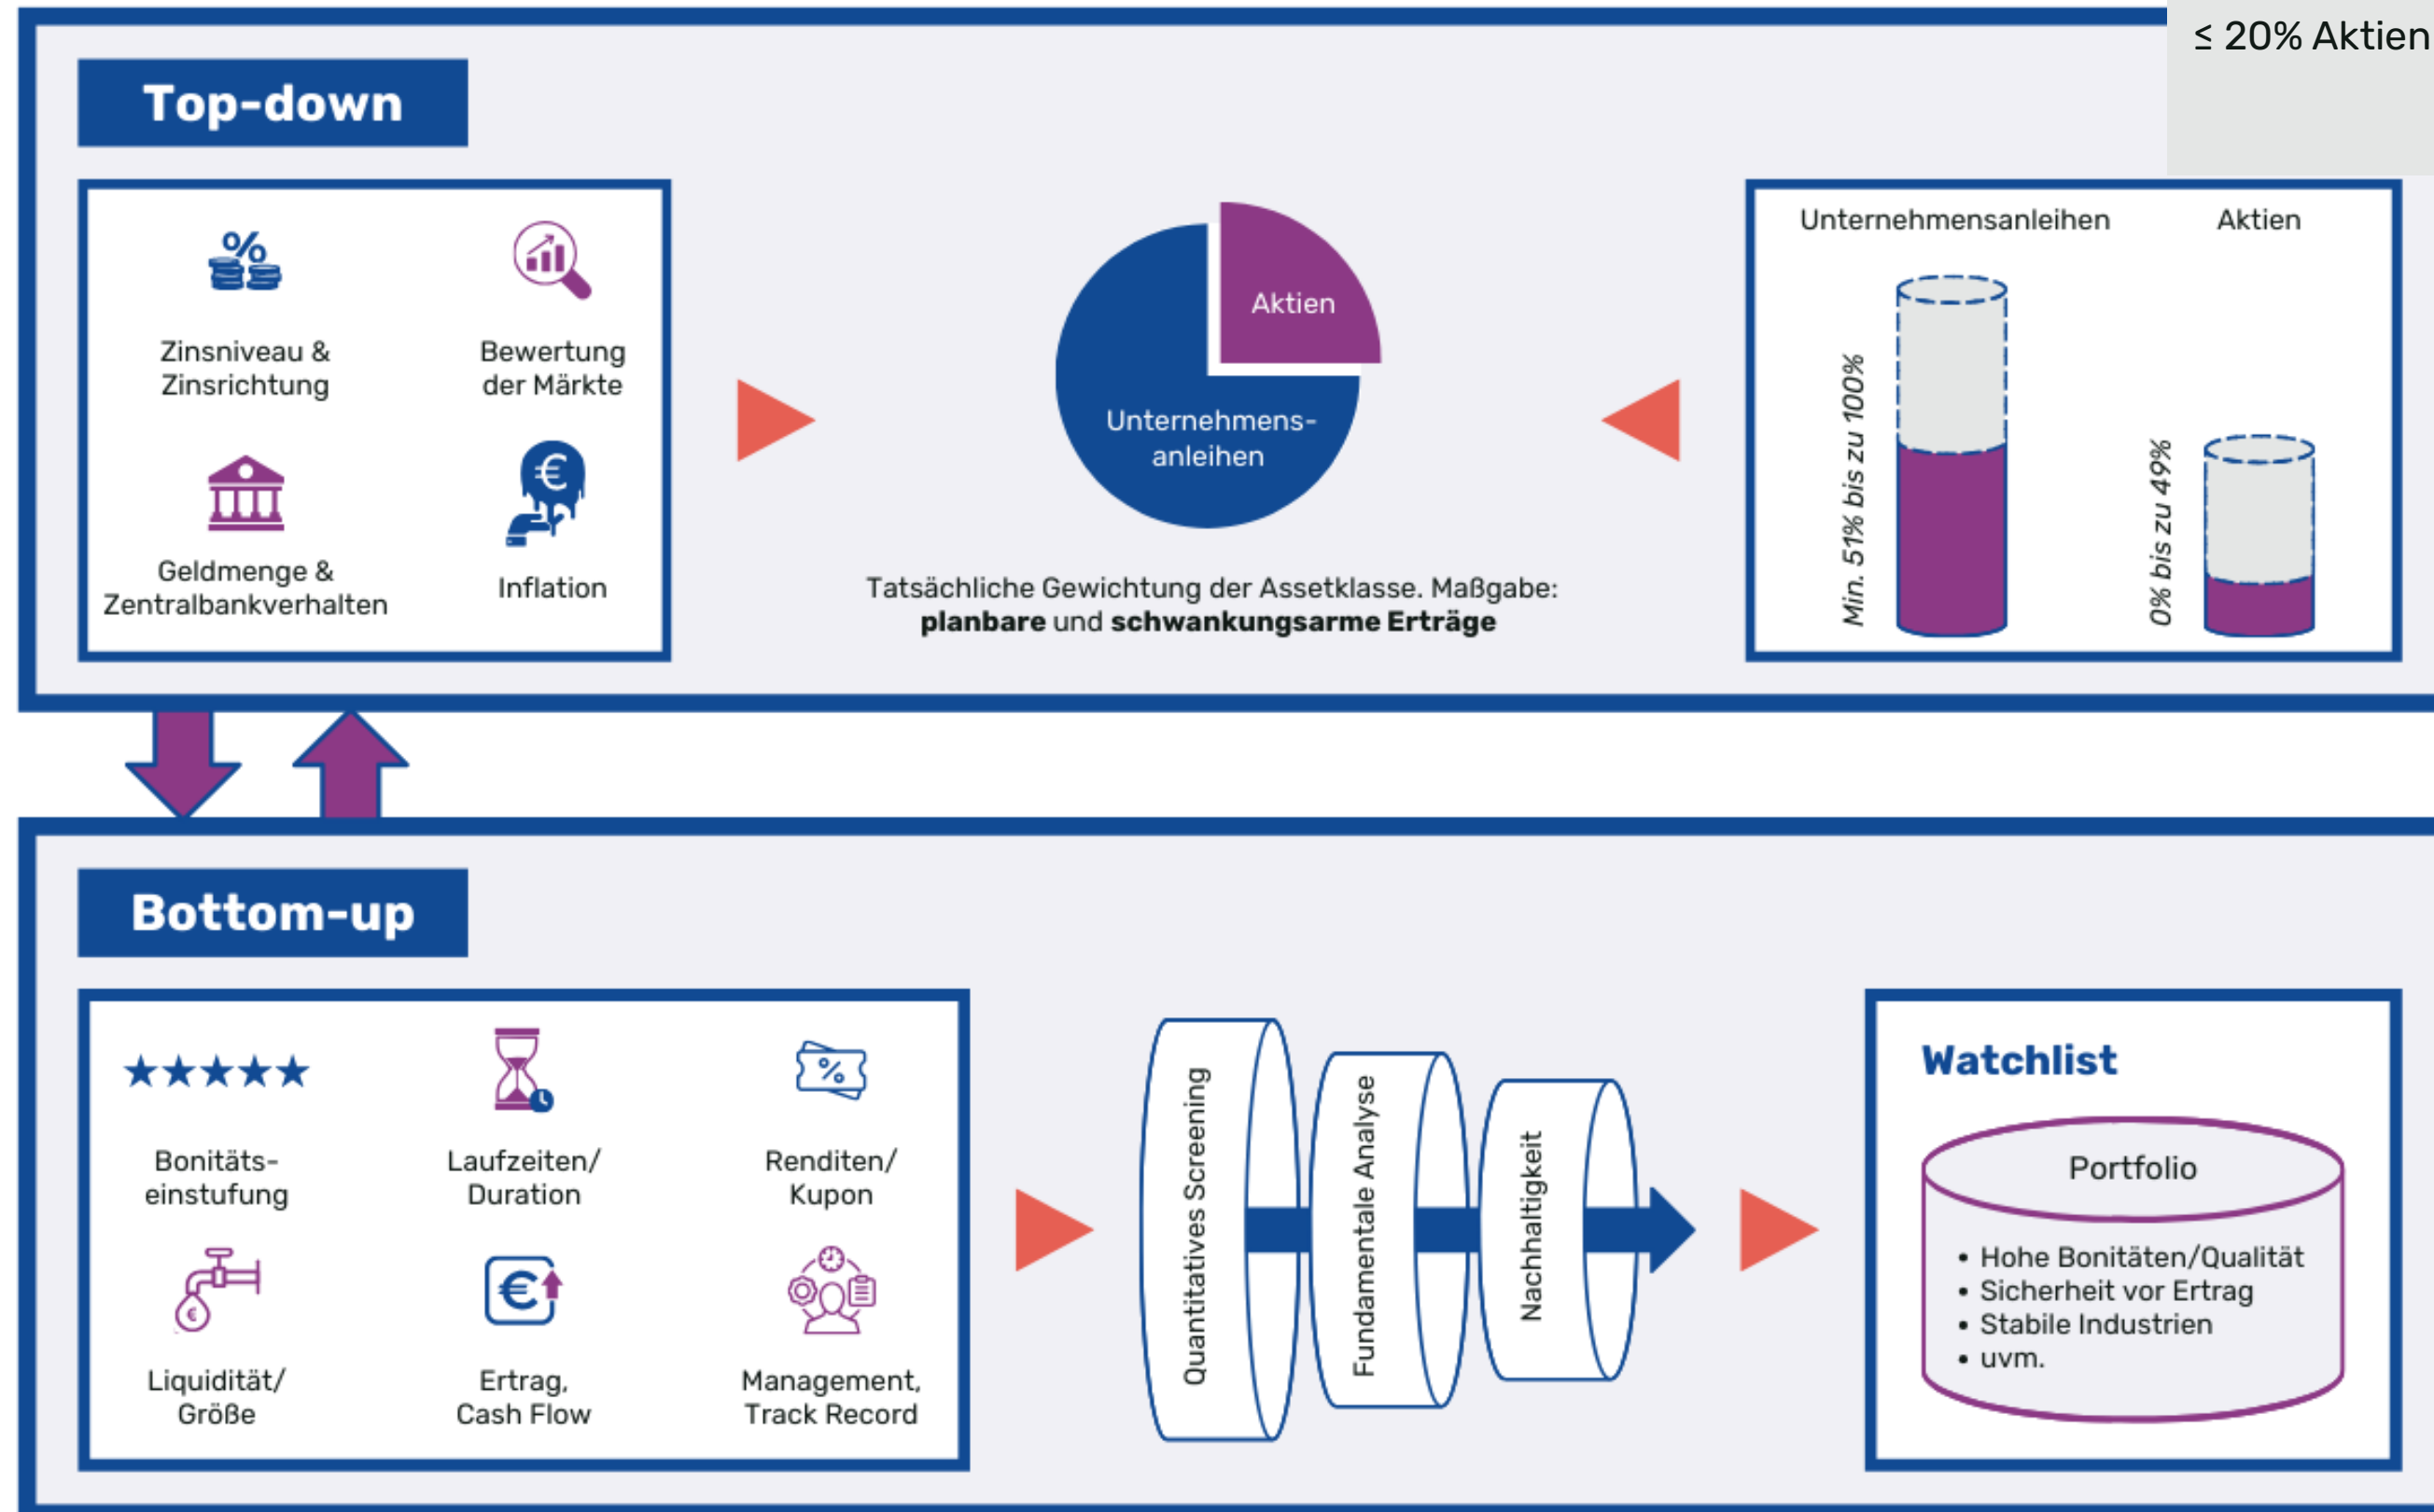 ≤ 20% Aktien
Top-down
%
Zinsniveau &
Zinsrichtung
Bewertung
der Märkte
Geldmenge &
Zentralbankverhalten
€
Inflation
Aktien
Unternehmens-
anleihen
Tatsächliche Gewichtung der Assetklasse. Maßgabe:
planbare und schwankungsarme Erträge
Unternehmensanleihen
Aktien
Min. 51% bis zu 100%
0% bis zu 49%
Bottom-up
Bonitäts-
einstufung
Laufzeiten/
Duration
%
Renditen/
Kupon
€
Liquidität/
Größe
€
Ertrag,
Cash Flow
Management,
Track Record
Quantitatives Screening
Fundamentale Analyse
Nachhaltigkeit
Watchlist
Portfolio
• Hohe Bonitäten/Qualität
• Sicherheit vor Ertrag
• Stabile Industrien
• uvm.